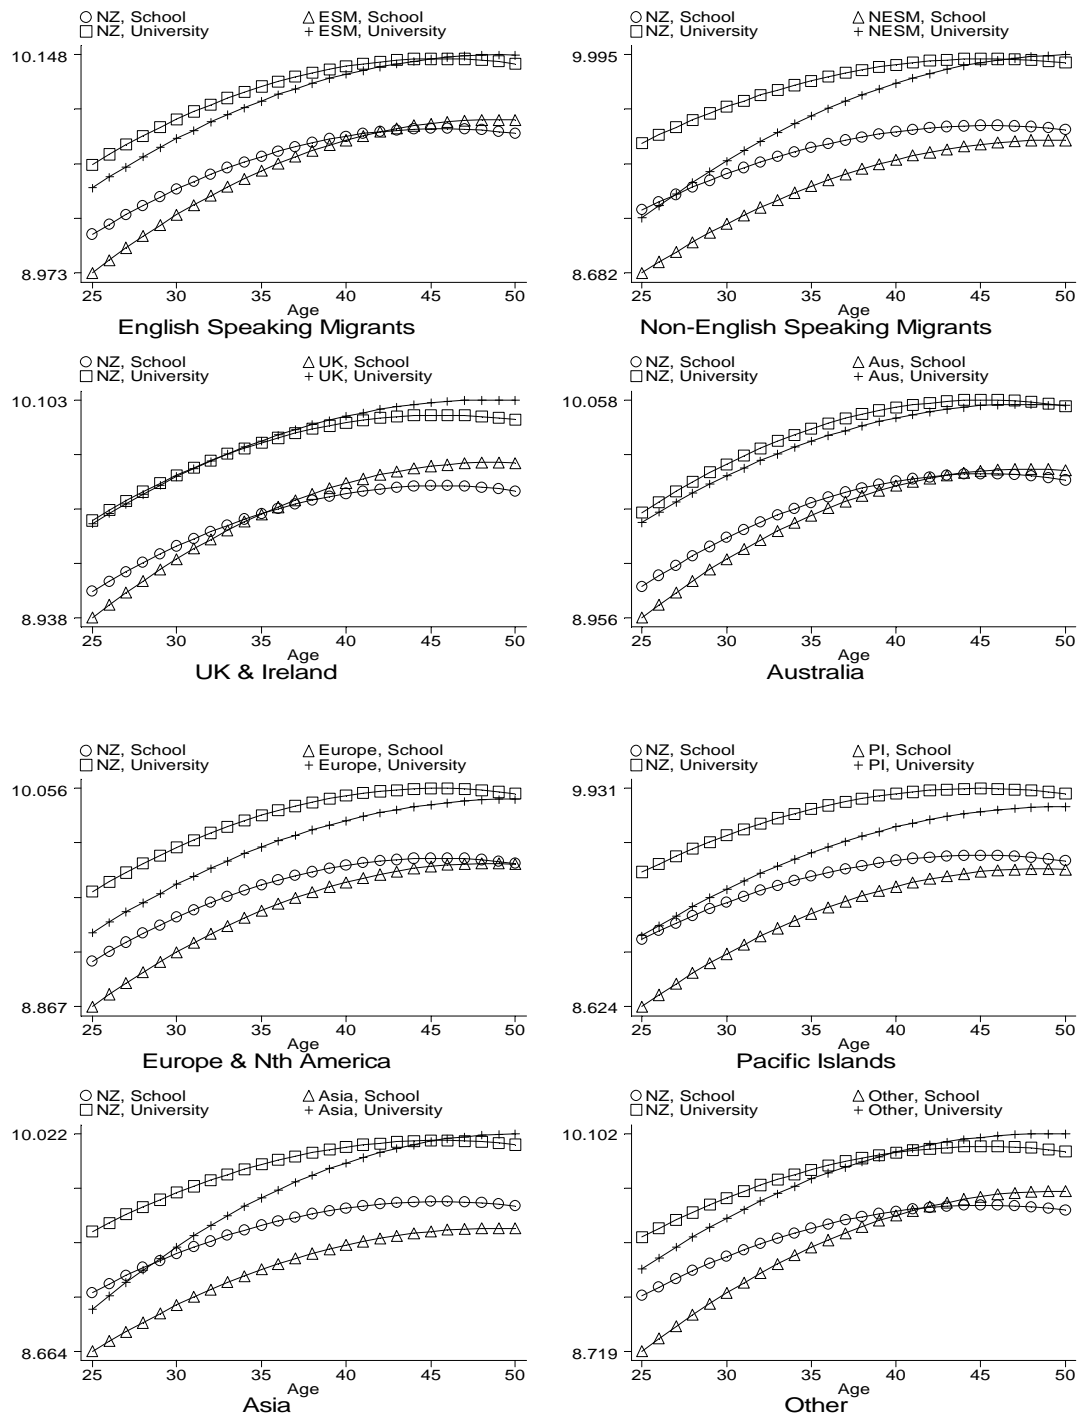 NZ, School ESM, School
NZ, University ESM, University
10.148
8.973
25 30 35 40 45 50
Age
English Speaking Migrants
NZ, School NESM, School
NZ, University NESM, University
9.995
8.682
25 30 35 40 45 50
Age
Non-English Speaking Migrants
NZ, School UK, School
NZ, University UK, University
10.103
8.938
25 30 35 40 45 50
Age
UK & Ireland
NZ, School Aus, School
NZ, University Aus, University
10.058
8.956
25 30 35 40 45 50
Age
Australia
NZ, School Europe, School
NZ, University Europe, University
10.056
8.867
25 30 35 40 45 50
Age
Europe & Nth America
NZ, School PI, School
NZ, University PI, University
9.931
8.624
25 30 35 40 45 50
Age
Pacific Islands
NZ, School Asia, School
NZ, University Asia, University
10.022
8.664
25 30 35 40 45 50
Age
Asia
NZ, School Other, School
NZ, University Other, University
10.102
8.719
25 30 35 40 45 50
Age
Other